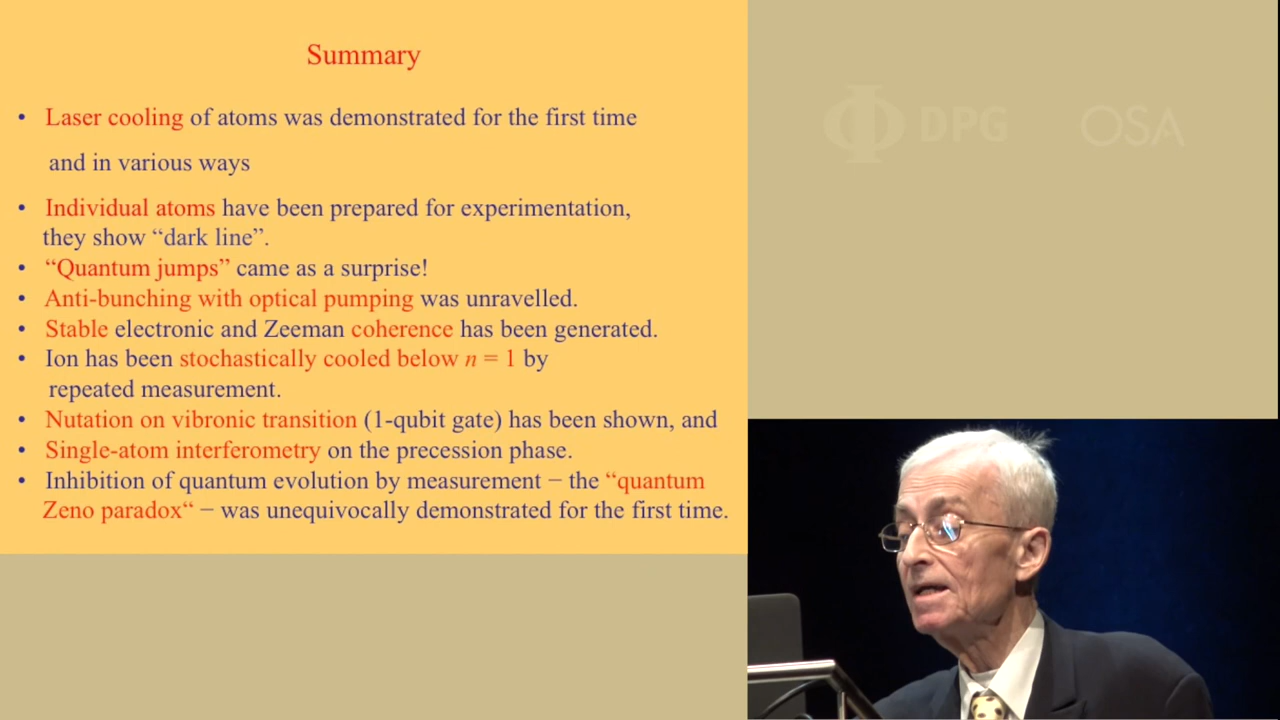 Summary
• Laser cooling of atoms was demonstrated for the first time
and in various ways
• Individual atoms have been prepared for experimentation,
they show “dark line”.
• “Quantum jumps” came as a surprise!
• Anti-bunching with optical pumping was unravelled.
• Stable electronic and Zeeman coherence has been generated.
• Ion has been stochastically cooled below n = 1 by
repeated measurement.
• Nutation on vibronic transition (1-qubit gate) has been shown, and
• Single-atom interferometry on the precession phase.
• Inhibition of quantum evolution by measurement − the “quantum
Zeno paradox“ − was unequivocally demonstrated for the first time.
DPG OSA